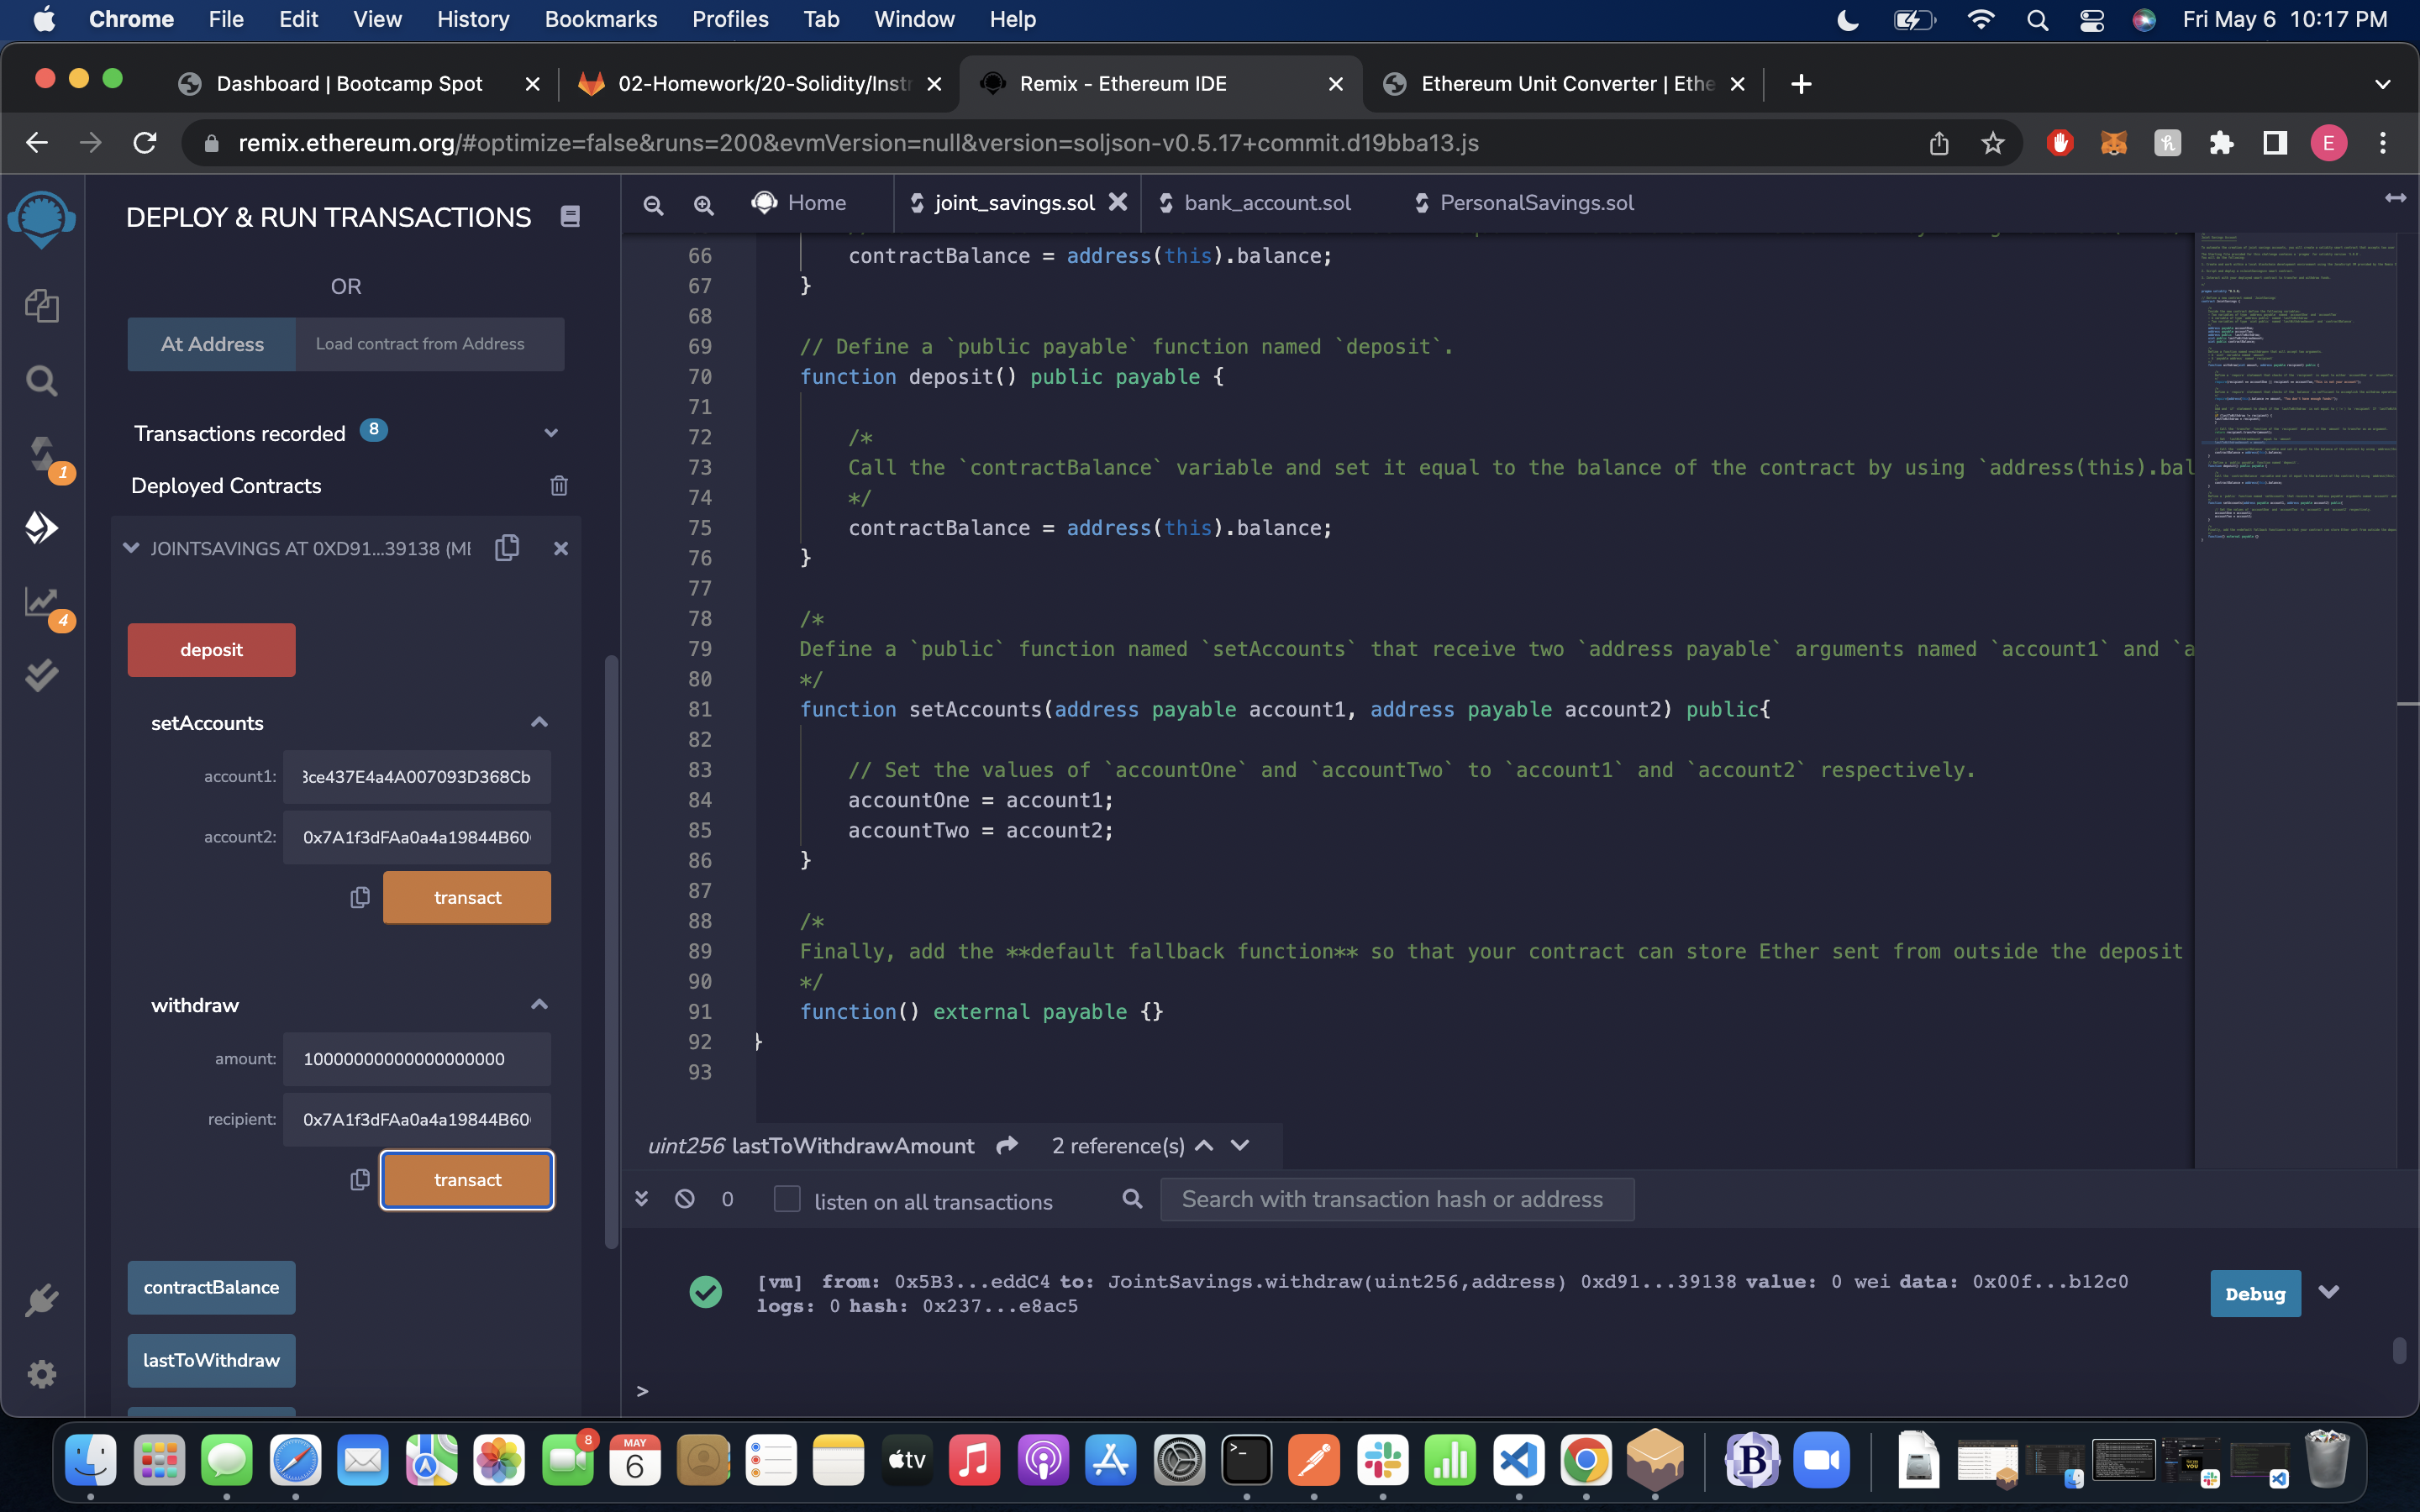 Chrome File Edit View History Bookmarks Profiles Tab Window Help Fri May 6 10:17 PM
Dashboard | Bootcamp Spot 02-Homework/20-Solidity/Instr Remix - Ethereum IDE Ethereum Unit Converter | Ethe
remix.ethereum.org/#optimize=false&runs=200&evmVersion=null&version=soljson-v0.5.17+commit.d19bba13.js E
DEPLOY & RUN TRANSACTIONS
OR
At Address Load contract from Address
Transactions recorded 8
Deployed Contracts
JOINTSAVINGS AT 0XD91...39138 (ME
1
4
deposit
setAccounts
account1: 3ce437E4a4A007093D368Cb
account2: 0x7A1f3dFAa0a4a19844B60
transact
withdraw
amount: 10000000000000000000
recipient: 0x7A1f3dFAa0a4a19844B60
transact
contractBalance
lastToWithdraw
Home joint_savings.sol bank_account.sol PersonalSavings.sol
66 contractBalance = address(this).balance;
67 }
68
69 // Define a `public payable` function named `deposit`.
70 function deposit() public payable {
71
72 /*
73 Call the `contractBalance` variable and set it equal to the balance of the contract by using `address(this).bal
74 */
75 contractBalance = address(this).balance;
76 }
77
78 /*
79 Define a `public` function named `setAccounts` that receive two `address payable` arguments named `account1` and `a
80 */
81 function setAccounts(address payable account1, address payable account2) public{
82
83 // Set the values of `accountOne` and `accountTwo` to `account1` and `account2` respectively.
84 accountOne = account1;
85 accountTwo = account2;
86 }
87
88 /*
89 Finally, add the **default fallback function** so that your contract can store Ether sent from outside the deposit
90 */
91 function() external payable {}
92 }
93
uint256 lastToWithdrawAmount 2 reference(s)
0 listen on all transactions Search with transaction hash or address
[vm] from: 0x5B3...eddC4 to: JointSavings.withdraw(uint256,address) 0xd91...39138 value: 0 wei data: 0x00f...b12c0
logs: 0 hash: 0x237...e8ac5
Debug
>
8
MAY
6
tv
B